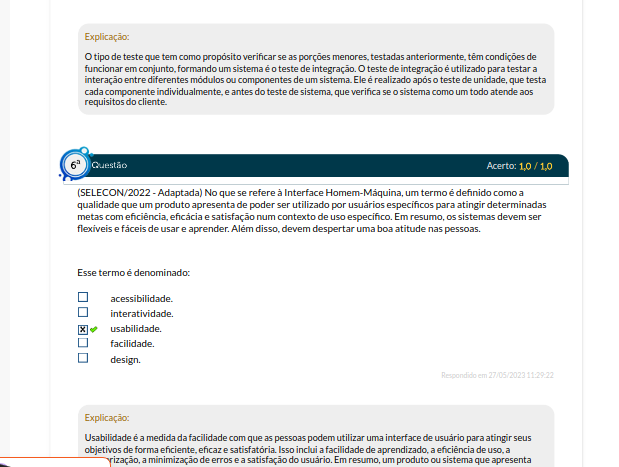 Explicação:
O tipo de teste que tem como propósito verificar se as porções menores, testadas anteriormente, têm condições de
funcionar em conjunto, formando um sistema é o teste de integração. O teste de integração é utilizado para testar a
interação entre diferentes módulos ou componentes de um sistema. Ele é realizado após o teste de unidade, que testa
cada componente individualmente, e antes do teste de sistema, que verifica se o sistema como um todo atende aos
requisitos do cliente.
6ª Questão
Acerto: 1,0 / 1,0
(SELECON/2022 - Adaptada) No que se refere à Interface Homem-Máquina, um termo é definido como a
qualidade que um produto apresenta de poder ser utilizado por usuários específicos para atingir determinadas
metas com eficiência, eficácia e satisfação num contexto de uso específico. Em resumo, os sistemas devem ser
flexíveis e fáceis de usar e aprender. Além disso, devem despertar uma boa atitude nas pessoas.
Esse termo é denominado:
acessibilidade.
interatividade.
usabilidade.
facilidade.
design.
Respondido em 27/05/2023 11:29:22
Explicação:
Usabilidade é a medida da facilidade com que as pessoas podem utilizar uma interface de usuário para atingir seus
objetivos de forma eficiente, eficaz e satisfatória. Isso inclui a facilidade de aprendizado, a eficiência de uso, a
rização, a minimização de erros e a satisfação do usuário. Em resumo, um produto ou sistema que apresenta